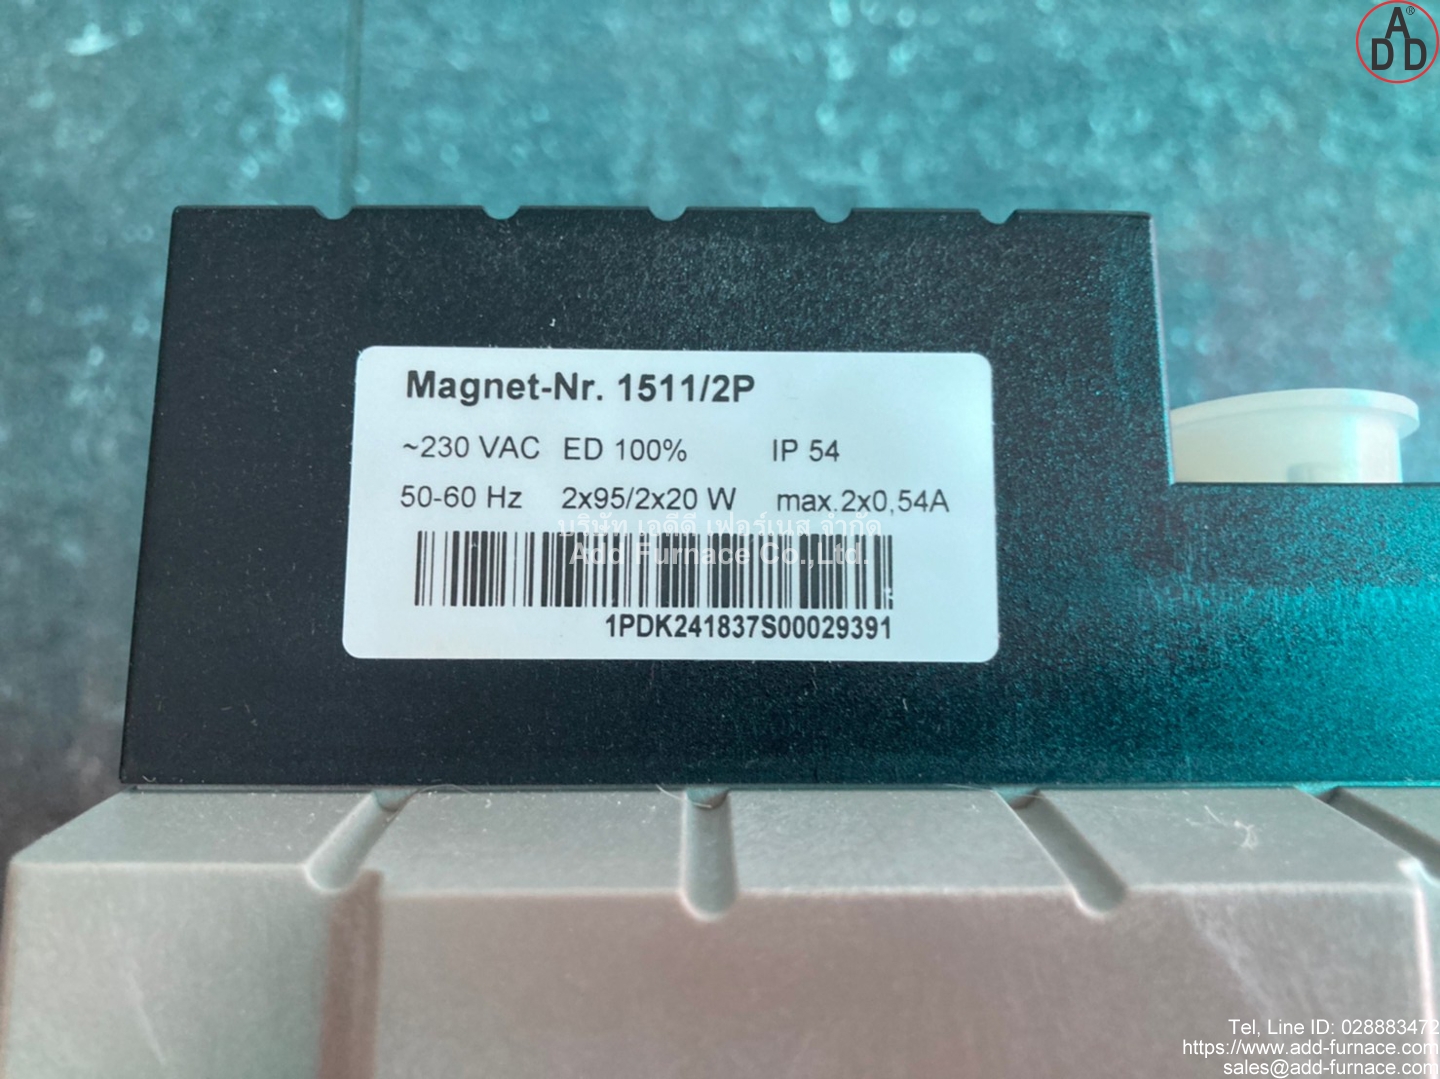 A®
DD
Magnet-Nr. 1511/2P
~230 VAC ED 100% IP 54
50-60 Hz 2x95/2x20 W max.2x0,54A
บริษัท เอดีดี เฟอร์เนส จำกัด
Add Furnace Co.,Ltd.
1PDK241837S00029391
Tel, Line ID: 028883472
https://www.add-furnace.com
sales@add-furnace.com